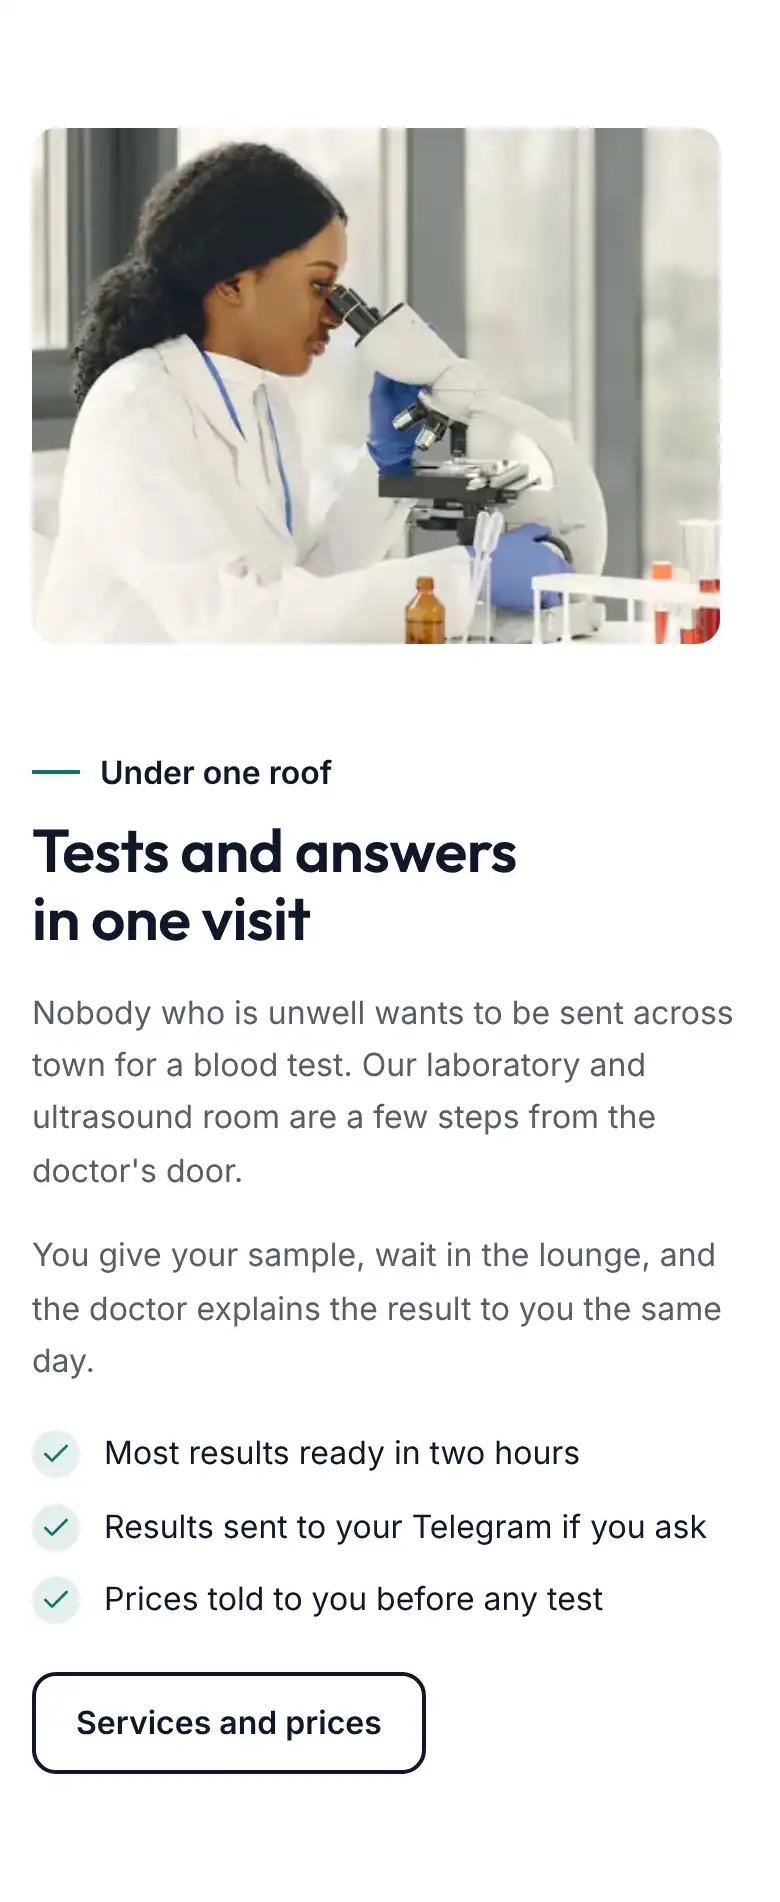 Under one roof
Tests and answers
in one visit
Nobody who is unwell wants to be sent across
town for a blood test. Our laboratory and
ultrasound room are a few steps from the
doctor's door.
You give your sample, wait in the lounge, and
the doctor explains the result to you the same
day.
Most results ready in two hours
Results sent to your Telegram if you ask
Prices told to you before any test
Services and prices